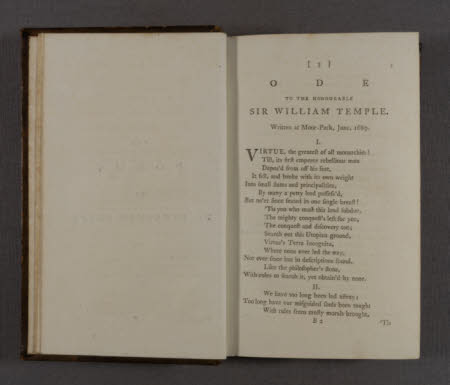 [ 3 ]
O D E
TO THE HONOURABLE
SIR WILLIAM TEMPLE.
Written at Moor-Park, June, 1689.
I.
VIRTUE, the greatest of all monarchies!
Till, its first emperor rebellious man
Depos'd from off his seat,
It fell, and broke with its own weight
Into small states and principalities,
By many a petty lord possess'd,
But ne'er since seated in one single breast!
'Tis you who must this land subdue,
The mighty conquest's left for you,
The conquest and discovery too;
Search out this Utopian ground,
Virtue's Terra Incognita,
Where none ever led the way,
Nor ever since but in descriptions found,
Like the philosopher's stone,
With rules to search it, yet obtain'd by none.
II.
We have too long been led astray;
Too long have our misguided souls been taught
With rules from musty morals brought,
B 2
'Tis